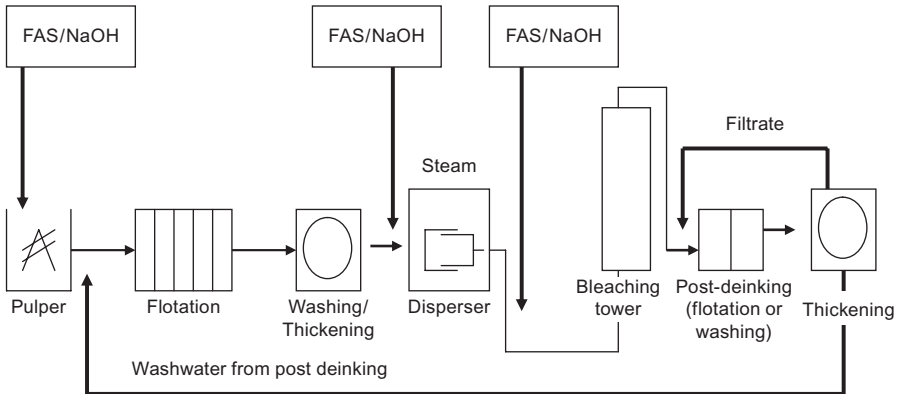 FAS/NaOH
FAS/NaOH
FAS/NaOH
Filtrate
Steam
Pulper
Flotation
Washing/
Thickening
Disperser
Bleaching
tower
Post-deinking
(flotation or
washing)
Thickening
Washwater from post deinking